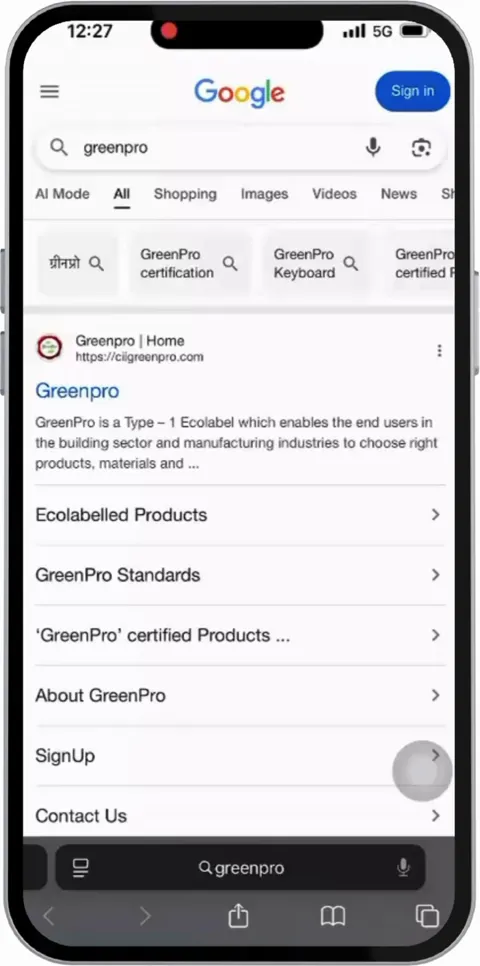 12:27
5G
Google
Sign in
greenpro
AI Mode All Shopping Images Videos News Sh
ग्रीनप्रो
GreenPro
certification
GreenPro
Keyboard
GreenPro
certified
Greenpro | Home
https://ciigreenpro.com
Greenpro
GreenPro is a Type – 1 Ecolabel which enables the end users in
the building sector and manufacturing industries to choose right
products, materials and ...
Ecolabelled Products
GreenPro Standards
‘GreenPro’ certified Products ...
About GreenPro
SignUp
Contact Us
greenpro